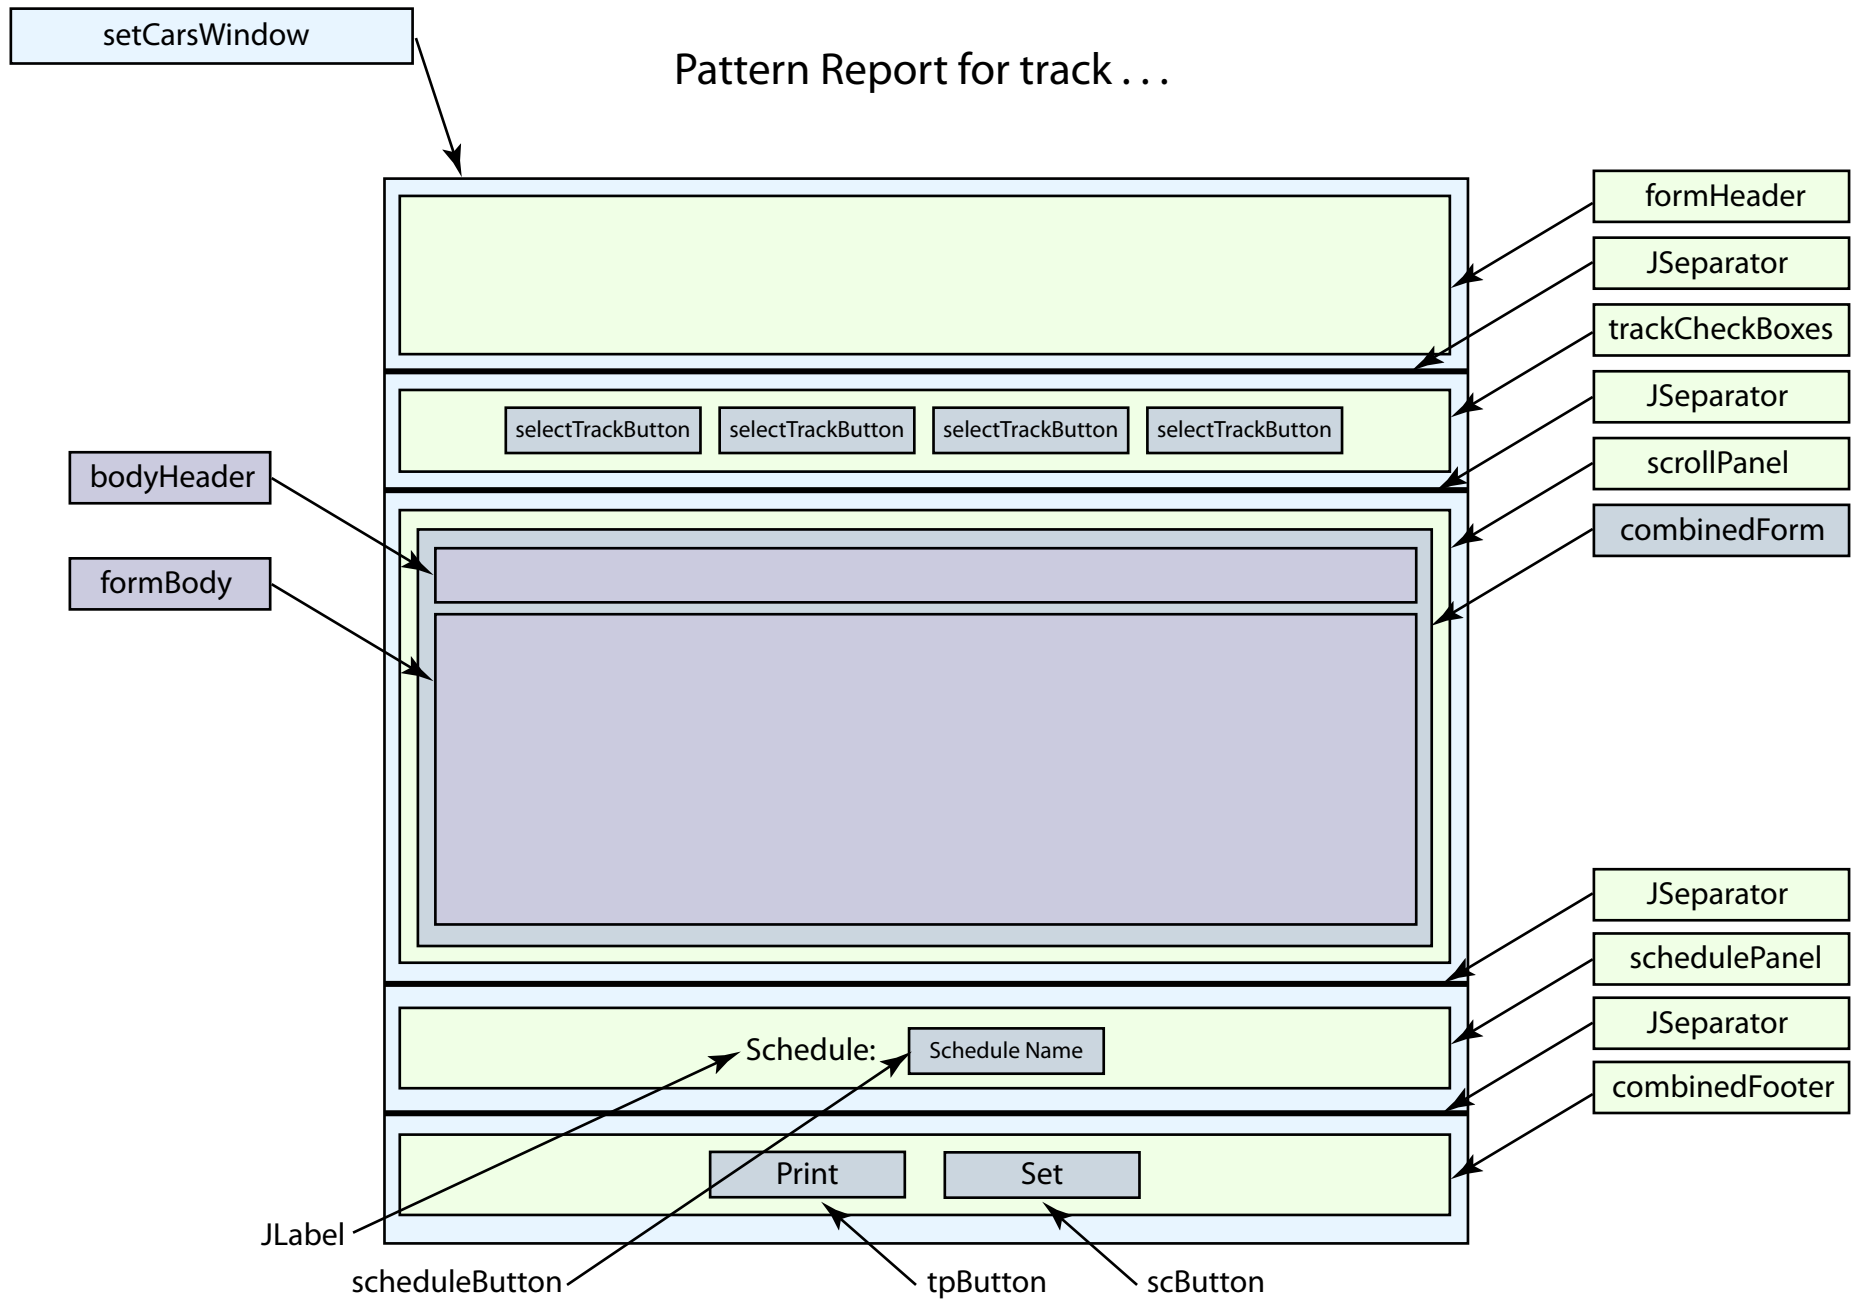 setCarsWindow
Pattern Report for track . . .
formHeader
JSeparator
trackCheckBoxes
JSeparator
scrollPanel
combinedForm
selectTrackButton selectTrackButton selectTrackButton selectTrackButton
bodyHeader
formBody
JSeparator
schedulePanel
JSeparator
combinedFooter
Schedule: Schedule Name
Print Set
JLabel
scheduleButton tpButton scButton